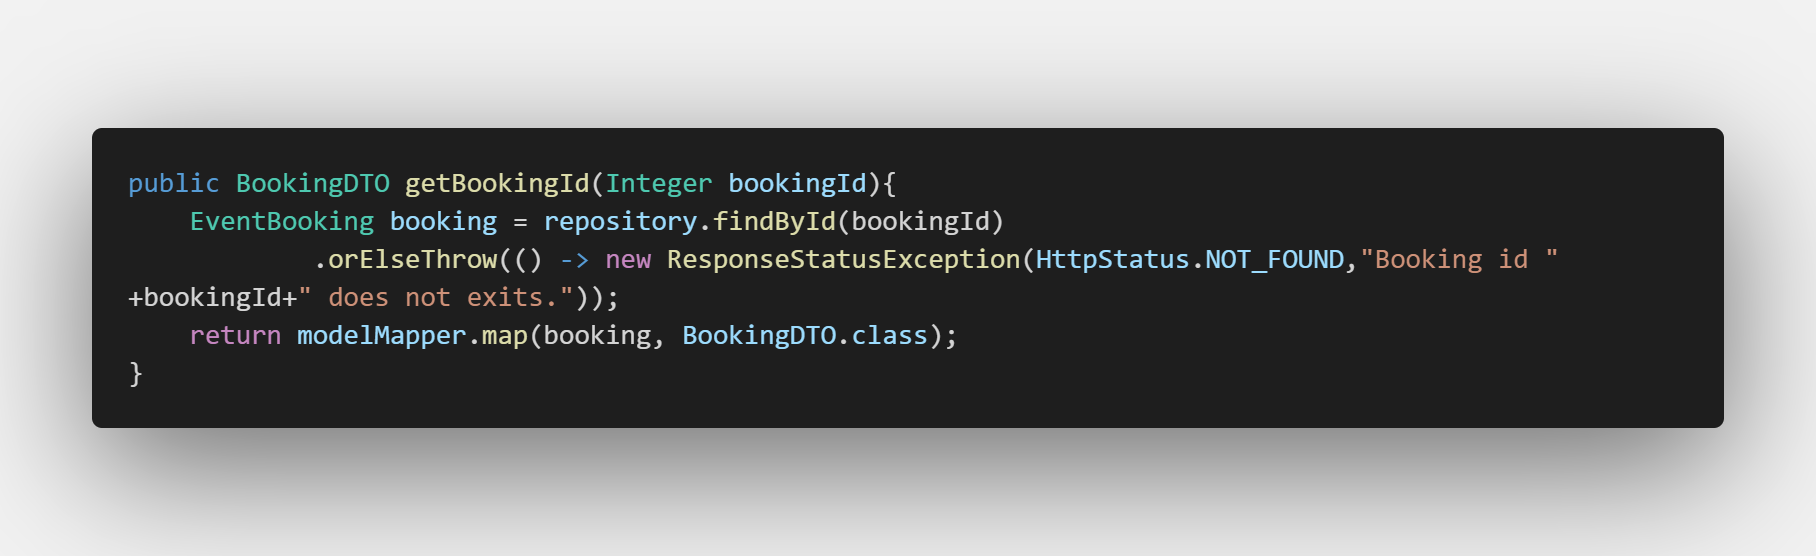 public BookingDTO getBookingId(Integer bookingId){
    EventBooking booking = repository.findById(bookingId)
            .orElseThrow(() -> new ResponseStatusException(HttpStatus.NOT_FOUND,"Booking id "
+bookingId+" does not exits."));
    return modelMapper.map(booking, BookingDTO.class);
}